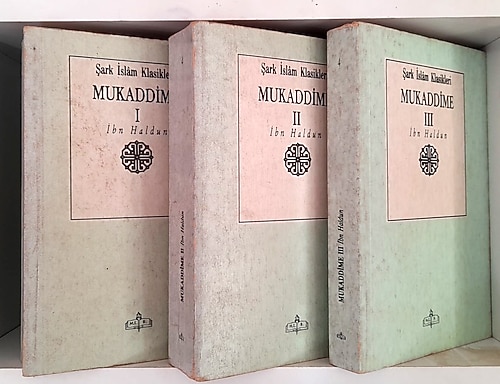 Şark İslâm Klasikleri
MUKADDİME
I
İbn Haldun
Şark İslâm Klasikleri
MUKADDİME
II
İbn Haldun
MUKADDİME II İbn Haldun
Şark İslâm Klasikleri
MUKADDİME
III
İbn Haldun
MUKADDİME III İbn Haldun